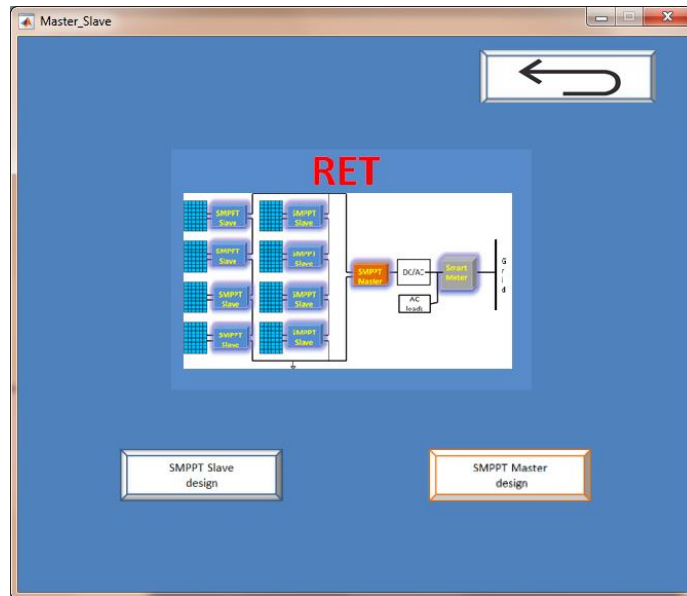 Master_Slave
RET
SMPPT
Slave
SMPPT
Slave
SMPPT
Slave
SMPPT
Slave
SMPPT
Slave
SMPPT
Slave
SMPPT
Slave
SMPPT
Slave
SMPPT
Master
DC/AC
AC
loads
Smart
Meter
Grid
SMPPT Slave
design
SMPPT Master
design